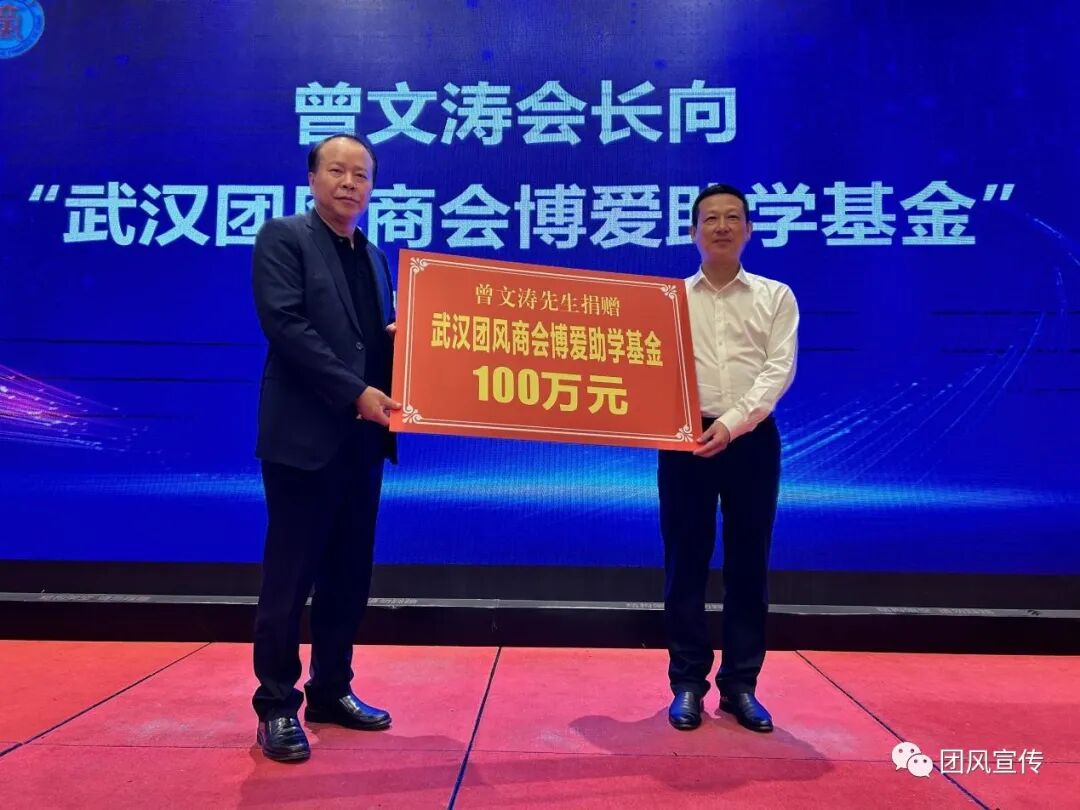 曾文涛会长向
“武汉团风商会博爱助学基金”
曾文涛先生捐赠
武汉团风商会博爱助学基金
100万元
团风宣传